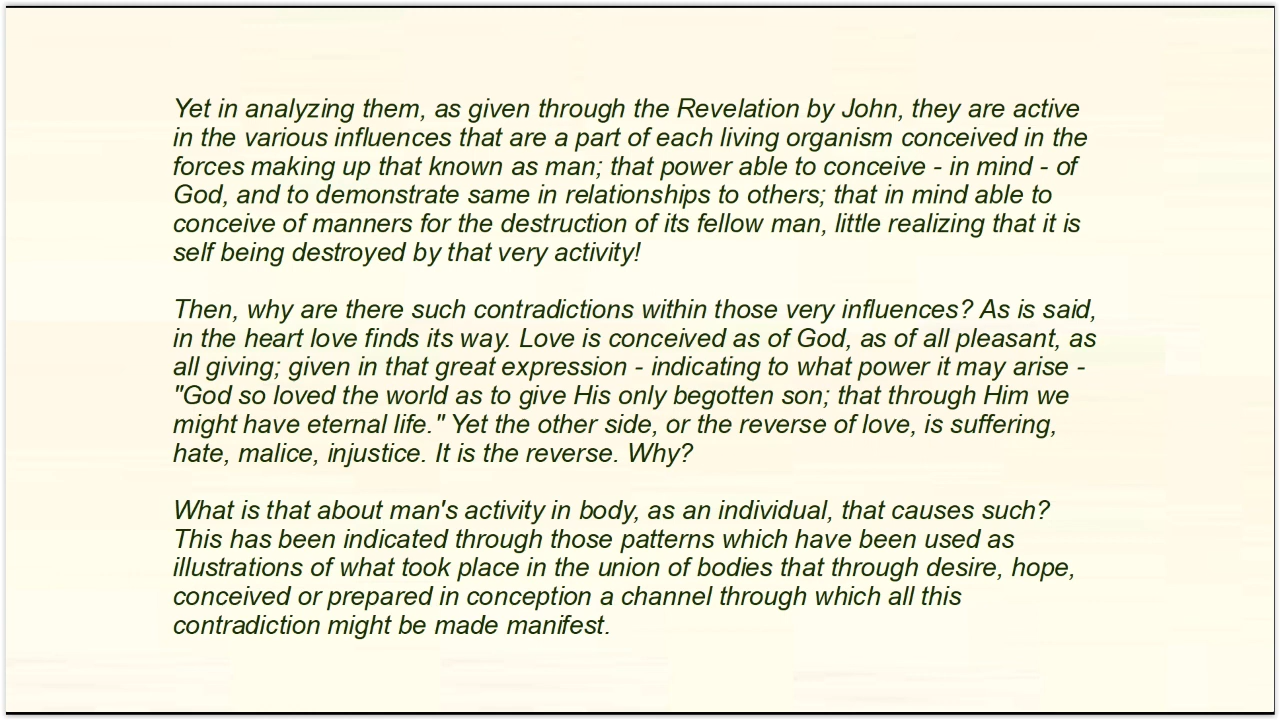 Yet in analyzing them, as given through the Revelation by John, they are active
in the various influences that are a part of each living organism conceived in the
forces making up that known as man; that power able to conceive - in mind - of
God, and to demonstrate same in relationships to others; that in mind able to
conceive of manners for the destruction of its fellow man, little realizing that it is
self being destroyed by that very activity!
Then, why are there such contradictions within those very influences? As is said,
in the heart love finds its way. Love is conceived as of God, as of all pleasant, as
all giving; given in that great expression - indicating to what power it may arise -
"God so loved the world as to give His only begotten son; that through Him we
might have eternal life." Yet the other side, or the reverse of love, is suffering,
hate, malice, injustice. It is the reverse. Why?
What is that about man's activity in body, as an individual, that causes such?
This has been indicated through those patterns which have been used as
illustrations of what took place in the union of bodies that through desire, hope,
conceived or prepared in conception a channel through which all this
contradiction might be made manifest.